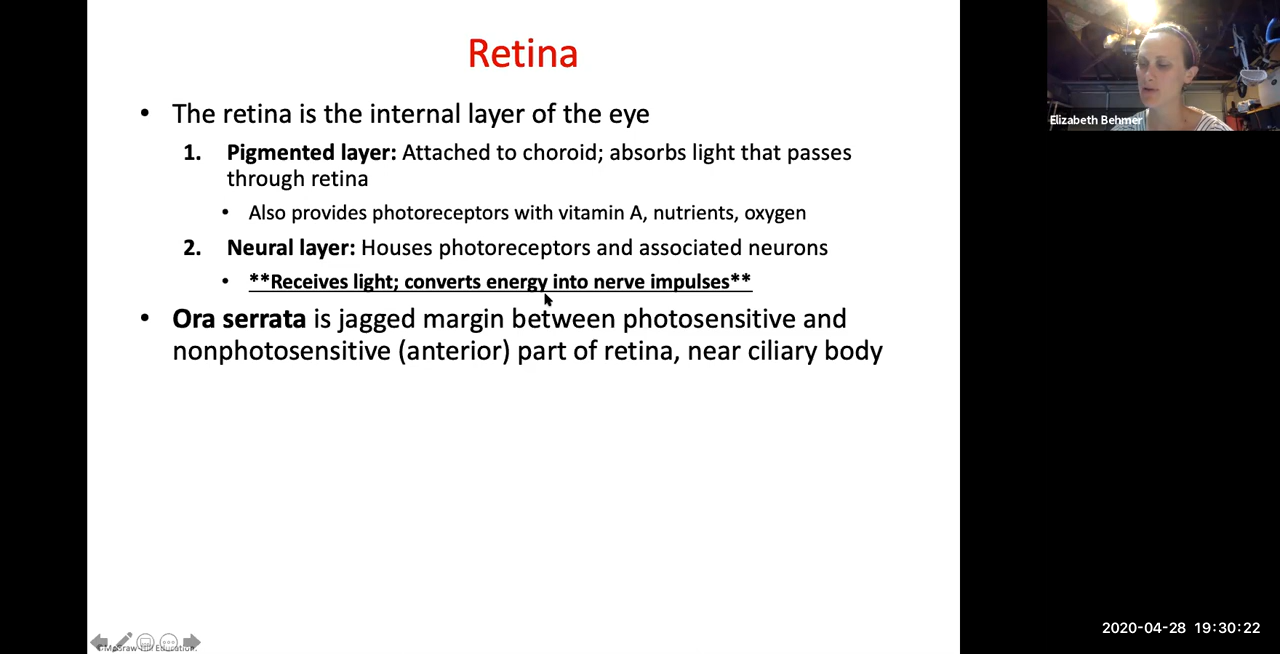 Retina
• The retina is the internal layer of the eye
1. Pigmented layer: Attached to choroid; absorbs light that passes
through retina
• Also provides photoreceptors with vitamin A, nutrients, oxygen
2. Neural layer: Houses photoreceptors and associated neurons
• **Receives light; converts energy into nerve impulses**
• Ora serrata is jagged margin between photosensitive and
nonphotosensitive (anterior) part of retina, near ciliary body
©McGraw-Hill Education.
Elizabeth Behmer
2020-04-28 19:30:22